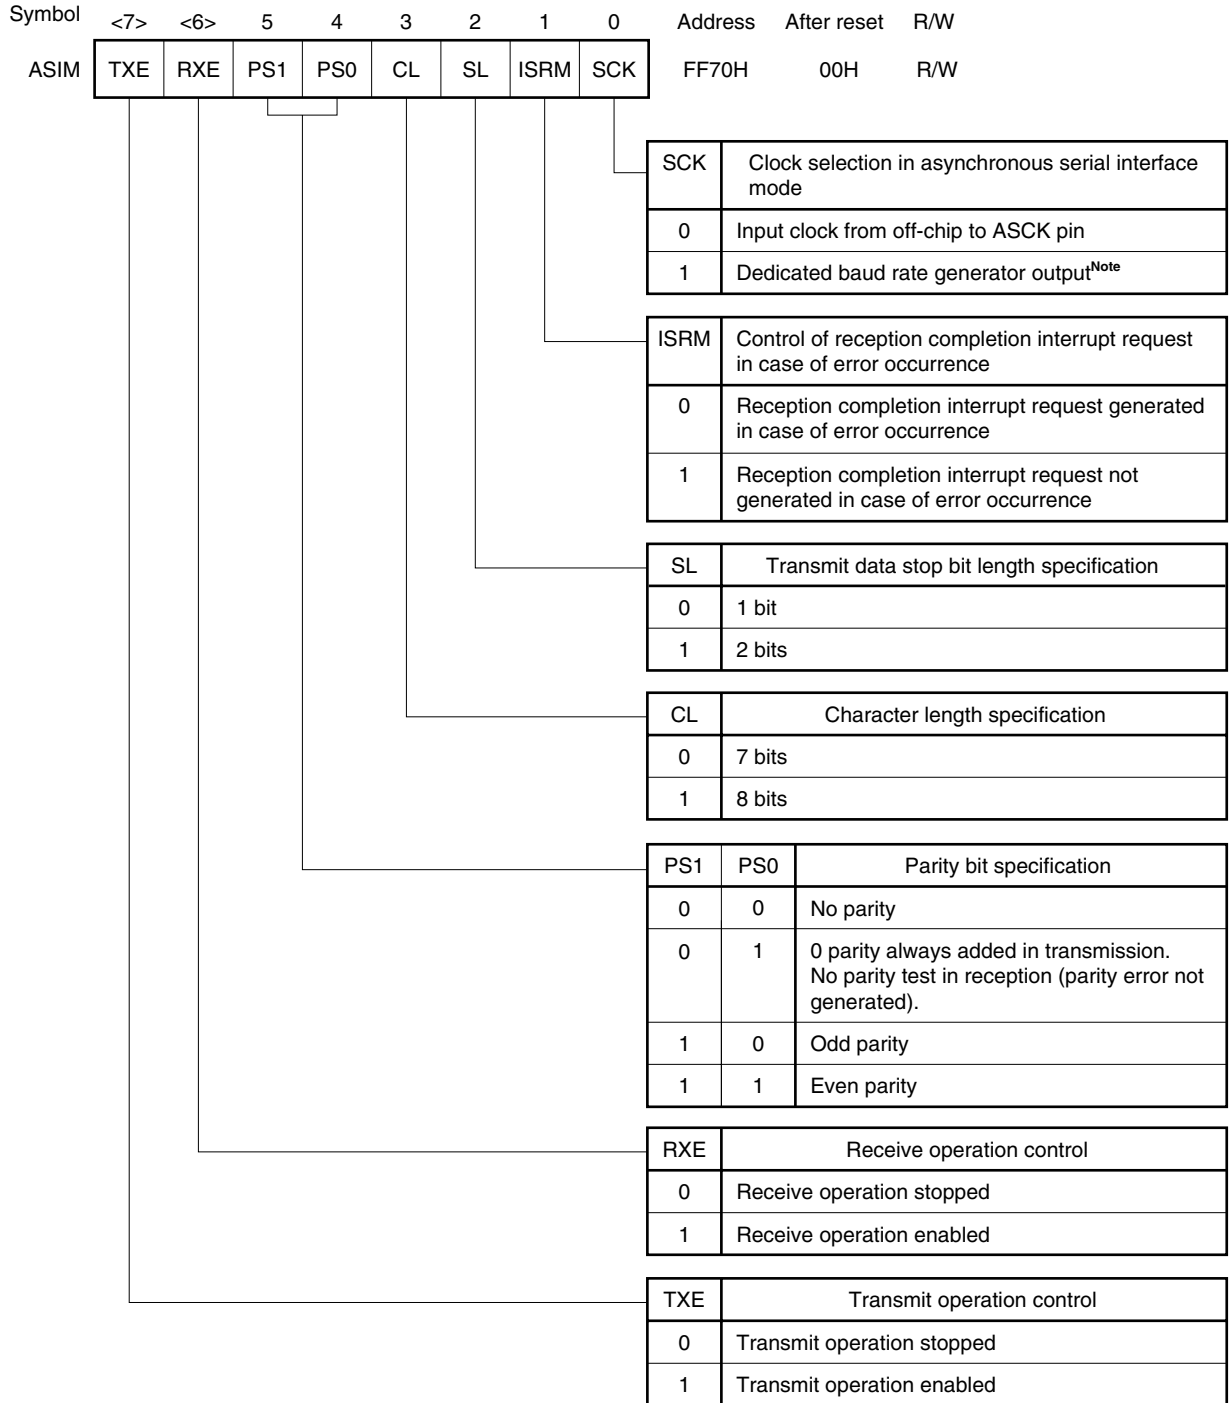 Symbol <7> <6> 5 4 3 2 1 0 Address After reset R/W
ASIM TXE RXE PS1 PS0 CL SL ISRM SCK FF70H 00H R/W
SCK Clock selection in asynchronous serial interface
mode
0 Input clock from off-chip to ASCK pin
1 Dedicated baud rate generator output Note
ISRM Control of reception completion interrupt request
in case of error occurrence
0 Reception completion interrupt request generated
in case of error occurrence
1 Reception completion interrupt request not
generated in case of error occurrence
SL Transmit data stop bit length specification
0 1 bit
1 2 bits
CL Character length specification
0 7 bits
1 8 bits
PS1 PS0 Parity bit specification
0 0 No parity
0 1 0 parity always added in transmission.
No parity test in reception (parity error not
generated).
1 0 Odd parity
1 1 Even parity
RXE Receive operation control
0 Receive operation stopped
1 Receive operation enabled
TXE Transmit operation control
0 Transmit operation stopped
1 Transmit operation enabled